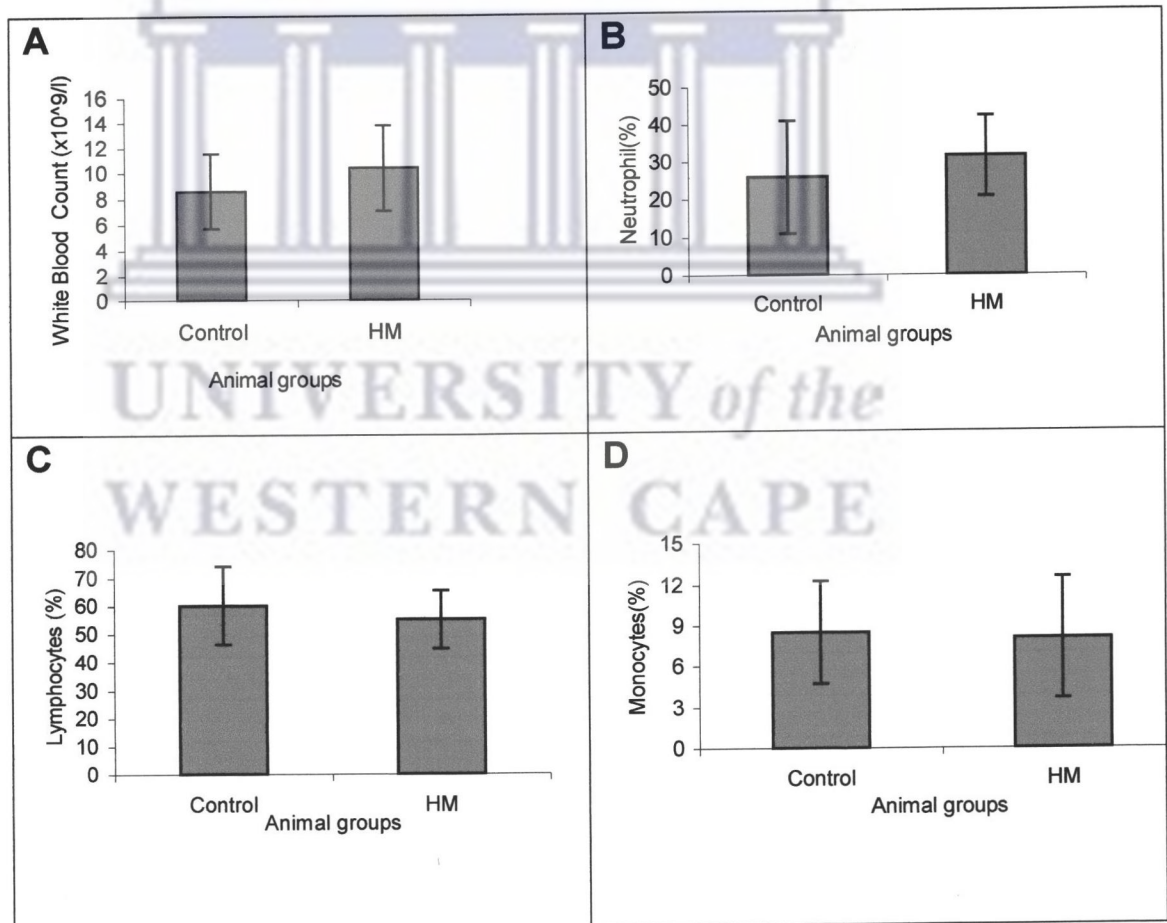 A
White Blood Count (x10^9/l)
16
14
12
10
8
6
4
2
0
Control
HM
Animal groups
B
Neutrophil(%)
50
40
30
20
10
0
Control
HM
Animal groups
UNIVERSITY of the
WESTERN CAPE
C
Lymphocytes (%)
80
70
60
50
40
30
20
10
0
Control
HM
Animal groups
D
Monocytes(%)
15
12
9
6
3
0
Control
HM
Animal groups